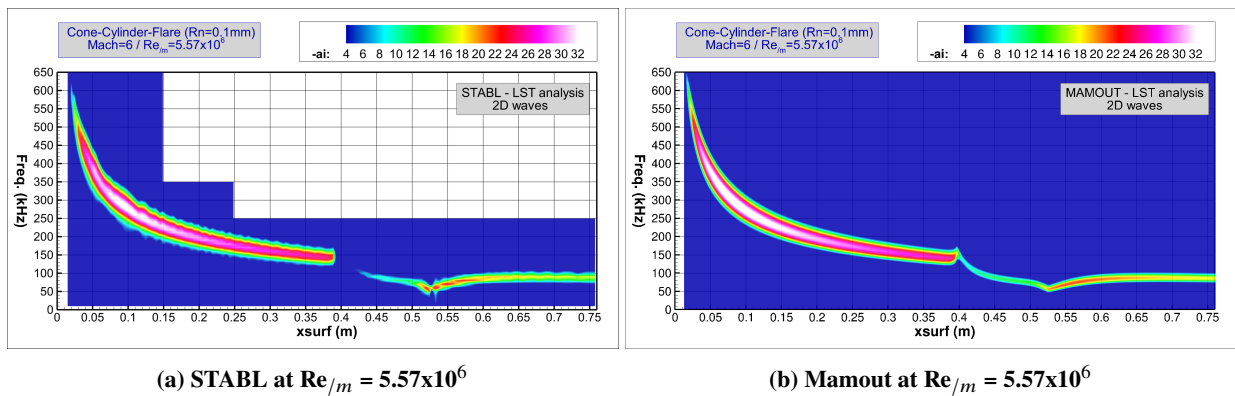 Cone-Cylinder-Flare (Rn=0.1mm)
Mach=6 / Re/m=5.57x10⁶
-ai: 4 6 8 10 12 14 16 18 20 22 24 26 28 30 32
STABL - LST analysis
2D waves
Freq. (kHz)
650
600
550
500
450
400
350
300
250
200
150
100
50
0
0 0.05 0.1 0.15 0.2 0.25 0.3 0.35 0.4 0.45 0.5 0.55 0.6 0.65 0.7 0.75
xsurf (m)
(a) STABL at Re/m = 5.57x10⁶
Cone-Cylinder-Flare (Rn=0.1mm)
Mach=6 / Re/m=5.57x10⁶
-ai: 4 6 8 10 12 14 16 18 20 22 24 26 28 30 32
MAMOUT - LST analysis
2D waves
Freq. (kHz)
650
600
550
500
450
400
350
300
250
200
150
100
50
0
0.05 0.1 0.15 0.2 0.25 0.3 0.35 0.4 0.45 0.5 0.55 0.6 0.65 0.7 0.75
xsurf (m)
(b) Mamout at Re/m = 5.57x10⁶